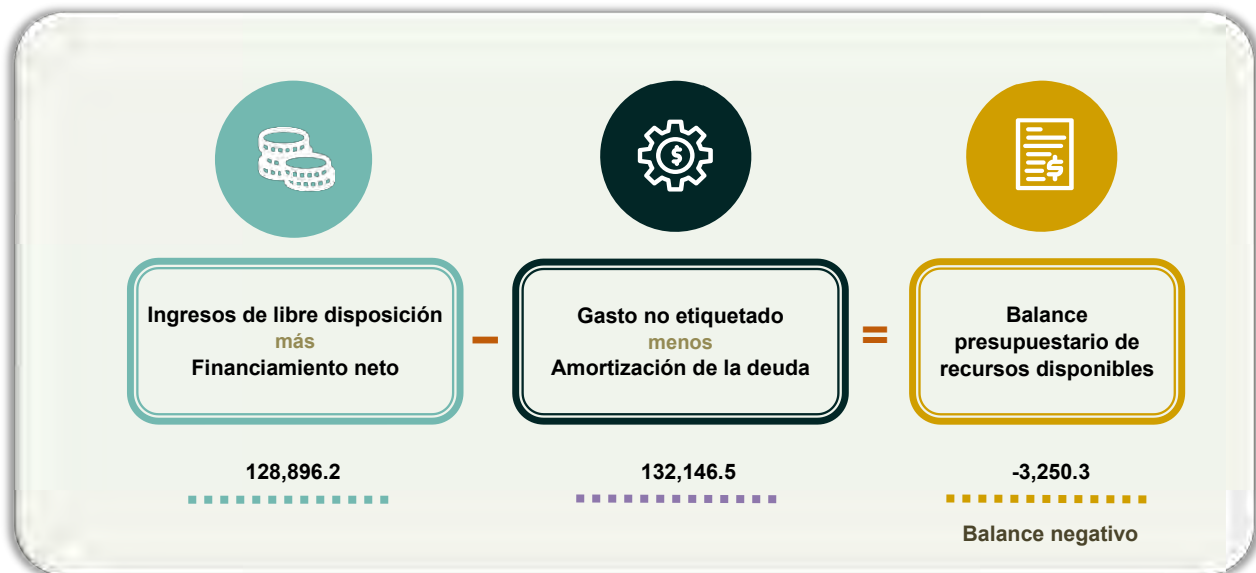 Ingresos de libre disposición
más
Financiamiento neto
–
Gasto no etiquetado
menos
Amortización de la deuda
=
Balance
presupuestario de
recursos disponibles
128,896.2
132,146.5
-3,250.3
Balance negativo